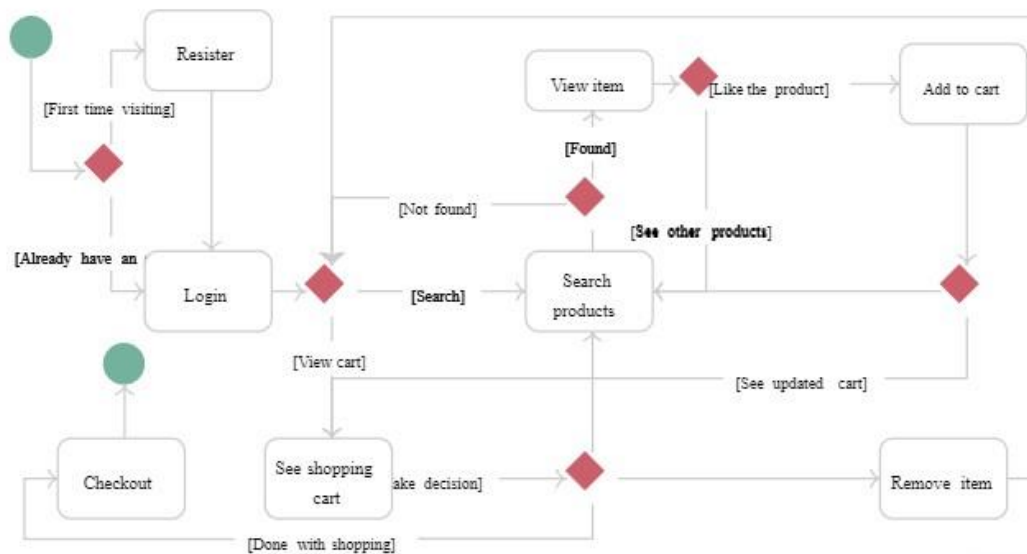 Resister
View item
[Like the product]
Add to cart
[First time visiting]
[Found]
[Not found]
[See other products]
[Already have an
Login
[Search]
Search
products
[View cart]
[See updated cart]
Checkout
See shopping
cart
ake decision]
Remove item
[Done with shopping]